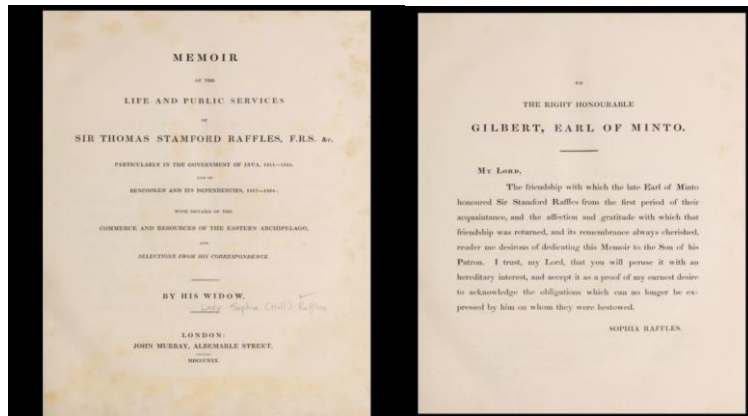 MEMOIR
OF THE
LIFE AND PUBLIC SERVICES
OF
SIR THOMAS STAMFORD RAFFLES, F.R.S. &c.
PARTICULARLY IN THE GOVERNMENT OF JAVA, 1811—1816,
AND OF
BENCOOLEN AND ITS DEPENDENCIES, 1817—1824;
WITH DETAILS OF THE
COMMERCE AND RESOURCES OF THE EASTERN ARCHIPELAGO,
AND
SELECTIONS FROM HIS CORRESPONDENCE.
BY HIS WIDOW.
Lady Sophia (Hull) Raffles
LONDON:
JOHN MURRAY, ALBEMARLE STREET.
MDCCCXXX.
TO
THE RIGHT HONOURABLE
GILBERT, EARL OF MINTO.
MY LORD,
The friendship with which the late Earl of Minto
honoured Sir Stamford Raffles from the first period of their
acquaintance, and the affection and gratitude with which that
friendship was returned, and its remembrance always cherished,
render me desirous of dedicating this Memoir to the Son of his
Patron. I trust, my Lord, that you will peruse it with an
hereditary interest, and accept it as a proof of my earnest desire
to acknowledge the obligations which can no longer be ex-
pressed by him on whom they were bestowed.
SOPHIA RAFFLES.